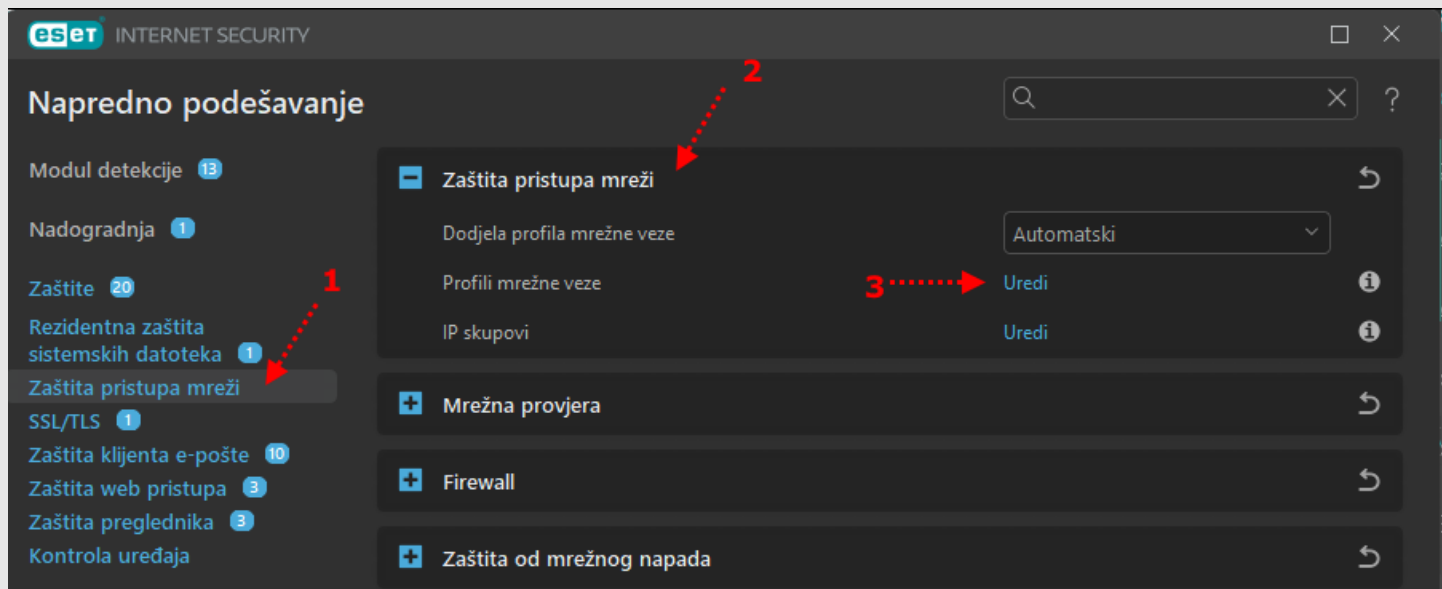 eset INTERNET SECURITY
2
Napredno podešavanje
?
Modul detekcije 13
Zaštita pristupa mreži
Dodjela profila mrežne veze Automatski
Nadogradnja 1
1
Zaštite 20
Profili mrežne veze 3 Uredi
Rezidentna zaštita
sistemskih datoteka 1
IP skupovi Uredi
Zaštita pristupa mreži
SSL/TLS 1
Mrežna provjera
Zaštita klijenta e-pošte 10
Zaštita web pristupa 3
Firewall
Zaštita preglednika 3
Kontrola uređaja
Zaštita od mrežnog napada